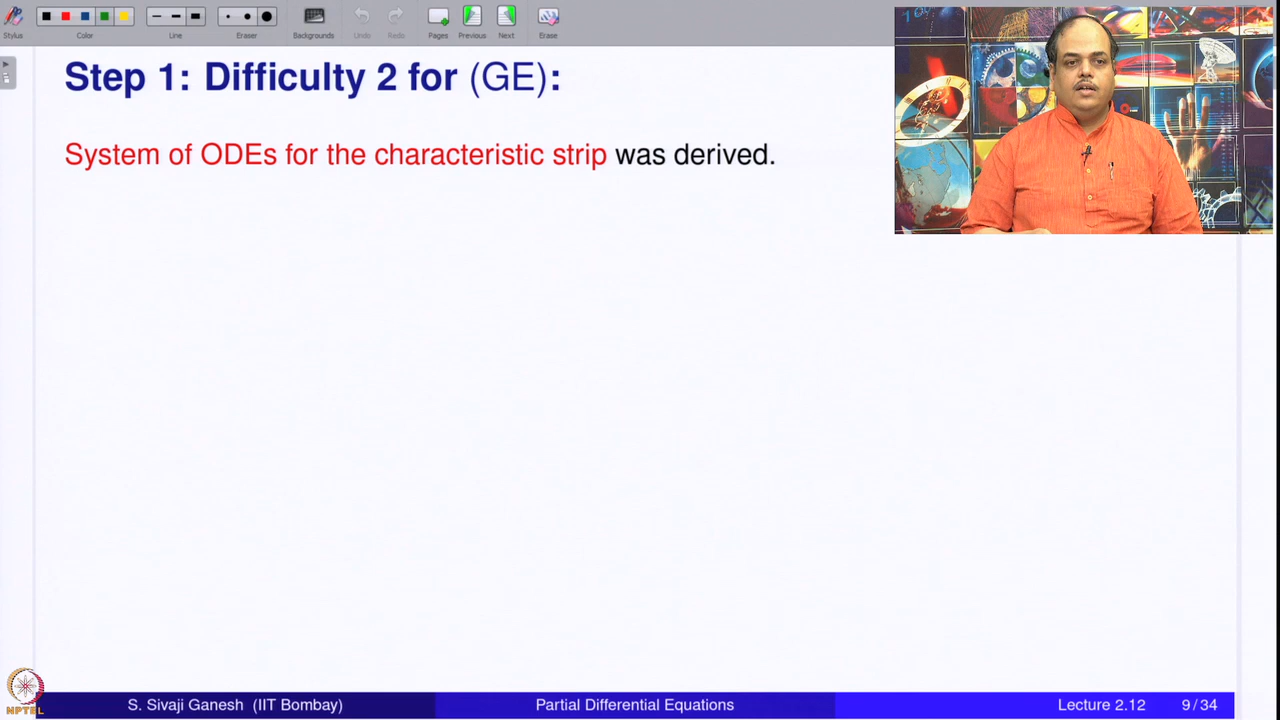 Stylus
Color
Line
Eraser
Backgrounds
Undo
Redo
Pages
Previous
Next
Erase
Step 1: Difficulty 2 for (GE):
System of ODEs for the characteristic strip was derived.
NPTEL
S. Sivaji Ganesh (IIT Bombay)
Partial Differential Equations
Lecture 2.12
9/34